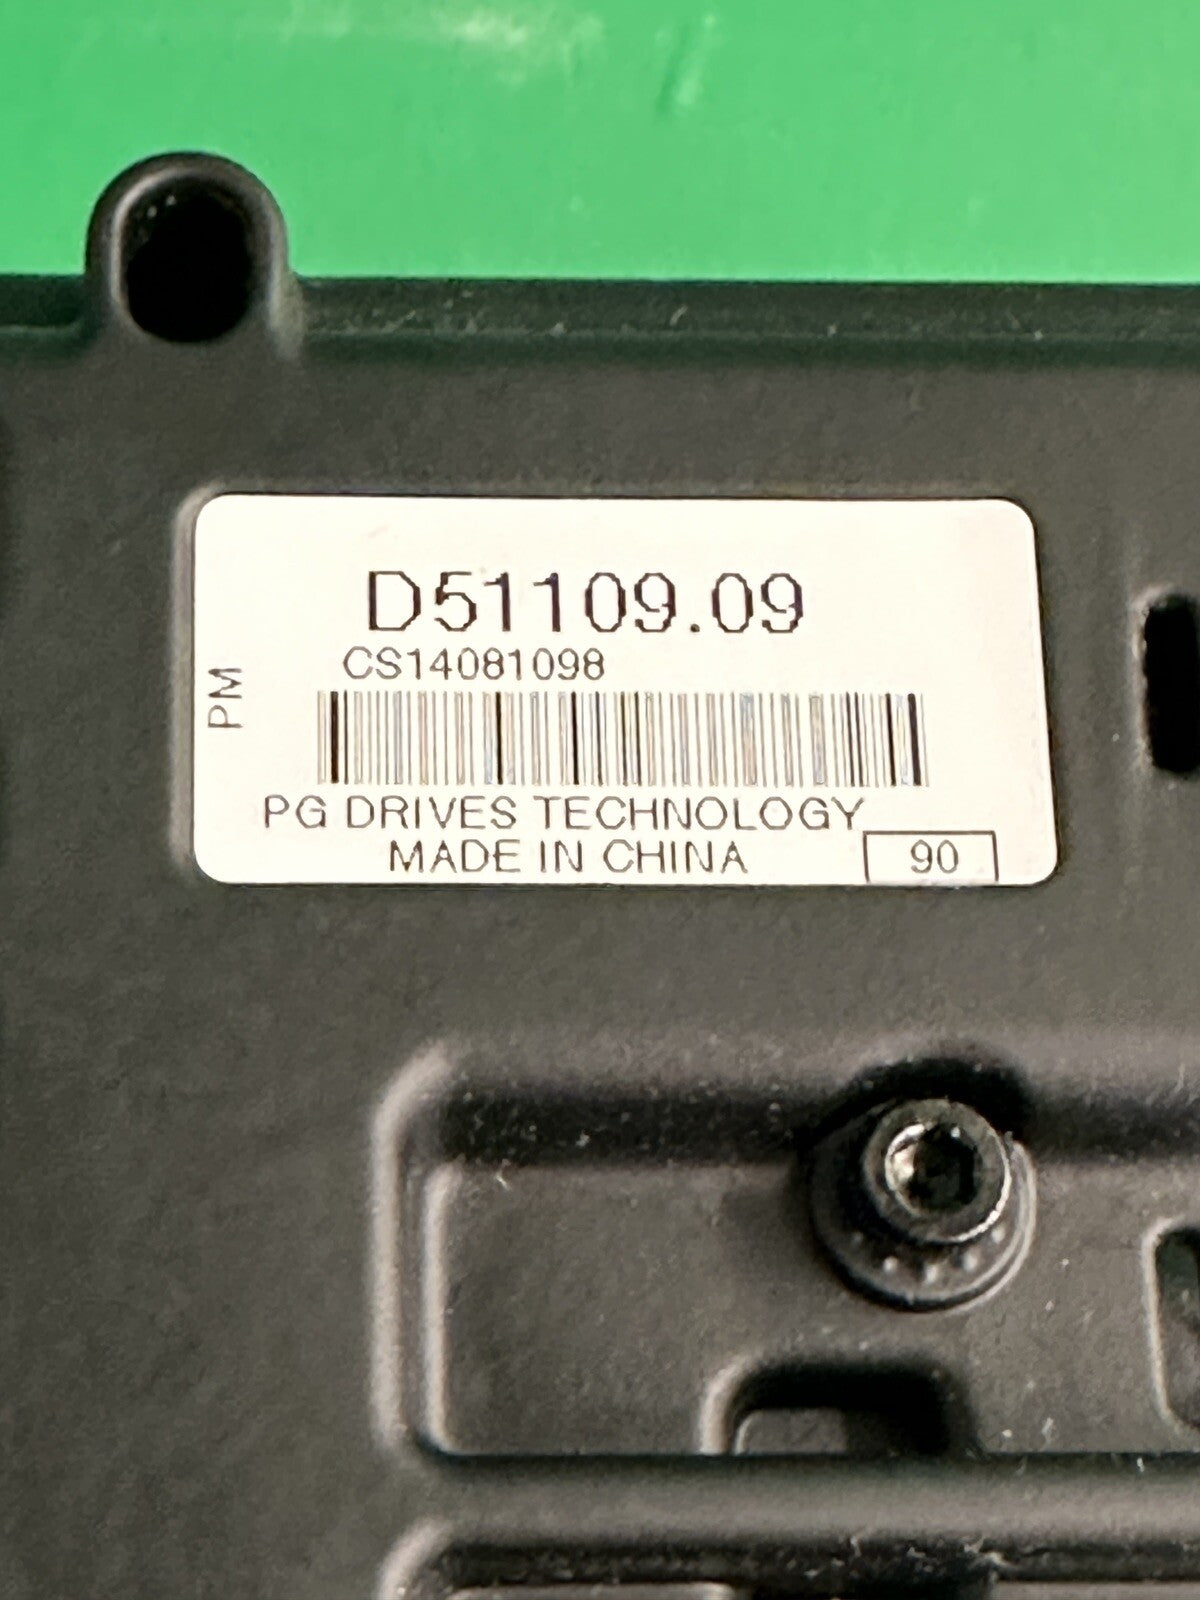 D51109.09
CS14081098
PM
PG DRIVES TECHNOLOGY
MADE IN CHINA
90